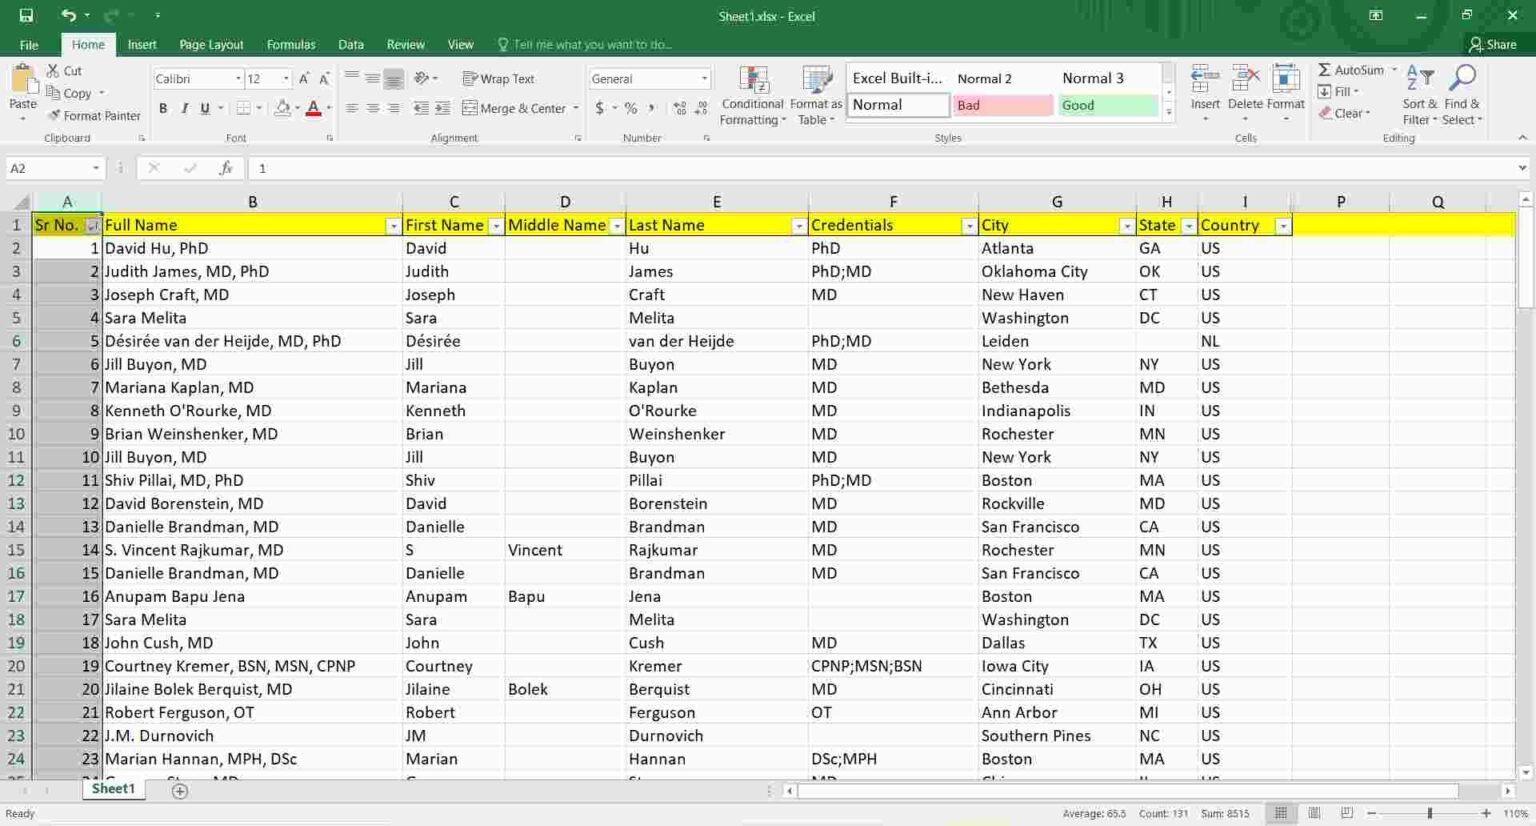 Sheet1.xlsx - Excel
File Home Insert Page Layout Formulas Data Review View Tell me what you want to do... Share
Cut Calibri 12 Wrap Text General Excel Built-i... Normal 2 Normal 3 AutoSum
Copy Fill
Paste Format Painter Merge & Center Conditional Formatting Format as Table Normal Bad Good Insert Delete Format Clear Sort & Filter Find & Select
Clipboard Font Alignment Number Styles Cells Editing
A2 fx 1
A B C D E F G H I P Q
1 Sr No. Full Name First Name Middle Name Last Name Credentials City State Country
2 1 David Hu, PhD David Hu PhD Atlanta GA US
3 2 Judith James, MD, PhD Judith James PhD;MD Oklahoma City OK US
4 3 Joseph Craft, MD Joseph Craft MD New Haven CT US
5 4 Sara Melita Sara Melita Washington DC US
6 5 Désirée van der Heijde, MD, PhD Désirée van der Heijde PhD;MD Leiden NL
7 6 Jill Buyon, MD Jill Buyon MD New York NY US
8 7 Mariana Kaplan, MD Mariana Kaplan MD Bethesda MD US
9 8 Kenneth O'Rourke, MD Kenneth O'Rourke MD Indianapolis IN US
10 9 Brian Weinshenker, MD Brian Weinshenker MD Rochester MN US
11 10 Jill Buyon, MD Jill Buyon MD New York NY US
12 11 Shiv Pillai, MD, PhD Shiv Pillai PhD;MD Boston MA US
13 12 David Borenstein, MD David Borenstein MD Rockville MD US
14 13 Danielle Brandman, MD Danielle Brandman MD San Francisco CA US
15 14 S. Vincent Rajkumar, MD S Vincent Rajkumar MD Rochester MN US
16 15 Danielle Brandman, MD Danielle Brandman MD San Francisco CA US
17 16 Anupam Bapu Jena Anupam Bapu Jena Boston MA US
18 17 Sara Melita Sara Melita Washington DC US
19 18 John Cush, MD John Cush MD Dallas TX US
20 19 Courtney Kremer, BSN, MSN, CPNP Courtney Kremer CPNP;MSN;BSN Iowa City IA US
21 20 Jilaine Bolek Berquist, MD Jilaine Bolek Berquist MD Cincinnati OH US
22 21 Robert Ferguson, OT Robert Ferguson OT Ann Arbor MI US
23 22 J.M. Durnovich JM Durnovich Southern Pines NC US
24 23 Marian Hannan, MPH, DSc Marian Hannan DSc;MPH Boston MA US
Sheet1
Ready Average: 65.5 Count: 131 Sum: 8515 110%